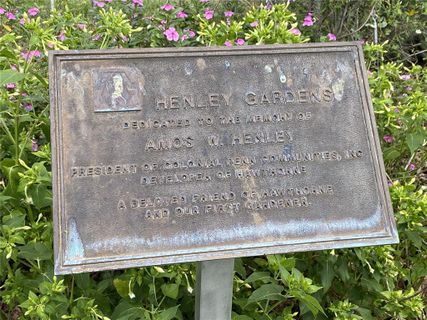 HENLEY GARDENS
DEDICATED TO THE MEMORY OF
AMOS W. HENLEY
PRESIDENT OF COLONIAL PENN COMMUNITIES, INC.
DEVELOPER OF HAWTHORNE
A BELOVED FRIEND OF HAWTHORNE
AND OUR FIRST GARDENER.